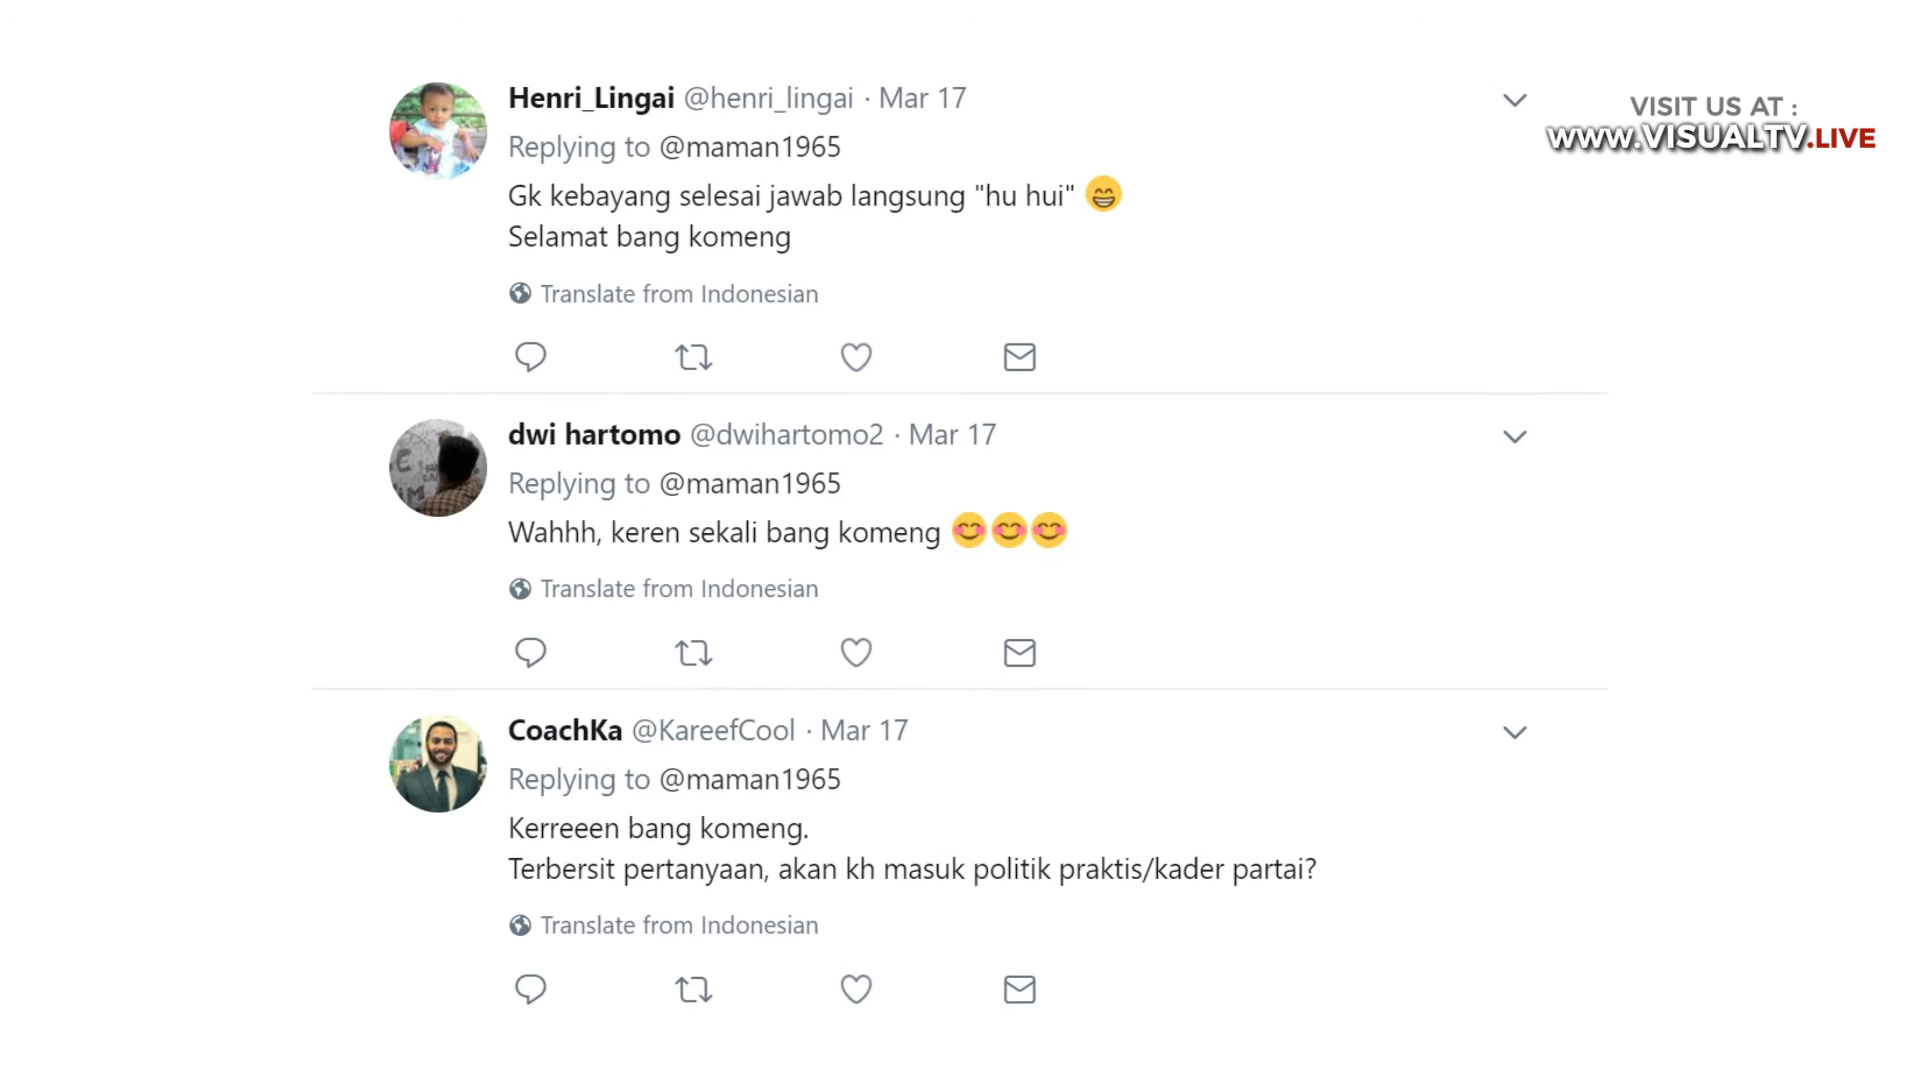 Henri_Lingai @henri_lingai · Mar 17
Replying to @maman1965
Gk kebayang selesai jawab langsung "hu hui" 😁
Selamat bang komeng
Translate from Indonesian
dwi hartomo @dwihartomo2 · Mar 17
Replying to @maman1965
Wahhh, keren sekali bang komeng 😊😊😊
Translate from Indonesian
CoachKa @KareefCool · Mar 17
Replying to @maman1965
Kerreeen bang komeng.
Terbersit pertanyaan, akan kh masuk politik praktis/kader partai?
Translate from Indonesian
VISIT US AT :
WWW.VISUALTV.LIVE